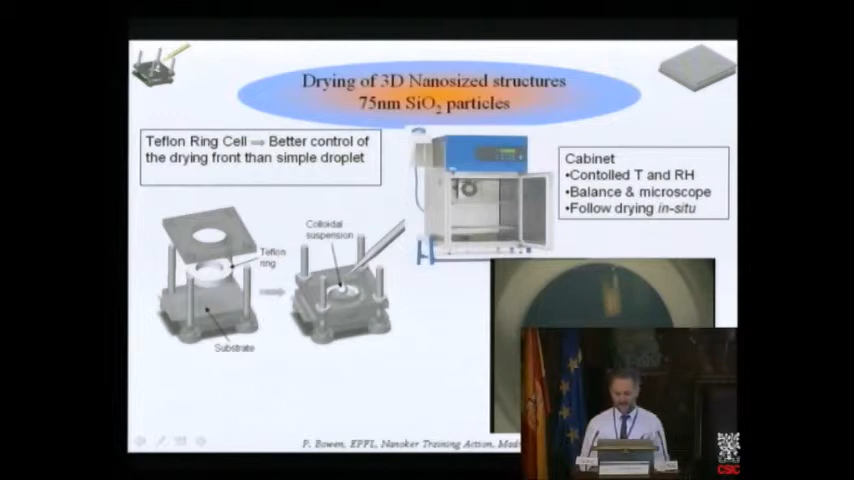 Drying of 3D Nanosized structures
75nm SiO2 particles
Teflon Ring Cell ⇒ Better control of
the drying front than simple droplet
Cabinet
•Contolled T and RH
•Balance & microscope
•Follow drying in-situ
Colloidal
suspension
Teflon
ring
Substrate
P. Bowen, EPFL, Nanoker Training Action,
CSIC